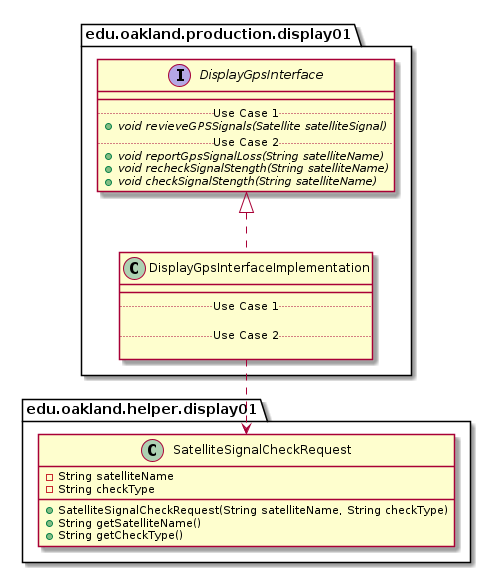 edu.oakland.production.display01
I DisplayGpsInterface
Use Case 1
void revieveGPSSignals(Satellite satelliteSignal)
Use Case 2
void reportGpsSignalLoss(String satelliteName)
void recheckSignalStength(String satelliteName)
void checkSignalStength(String satelliteName)
C DisplayGpsInterfaceImplementation
Use Case 1
Use Case 2
edu.oakland.helper.display01
C SatelliteSignalCheckRequest
String satelliteName
String checkType
SatelliteSignalCheckRequest(String satelliteName, String checkType)
String getSatelliteName()
String getCheckType()